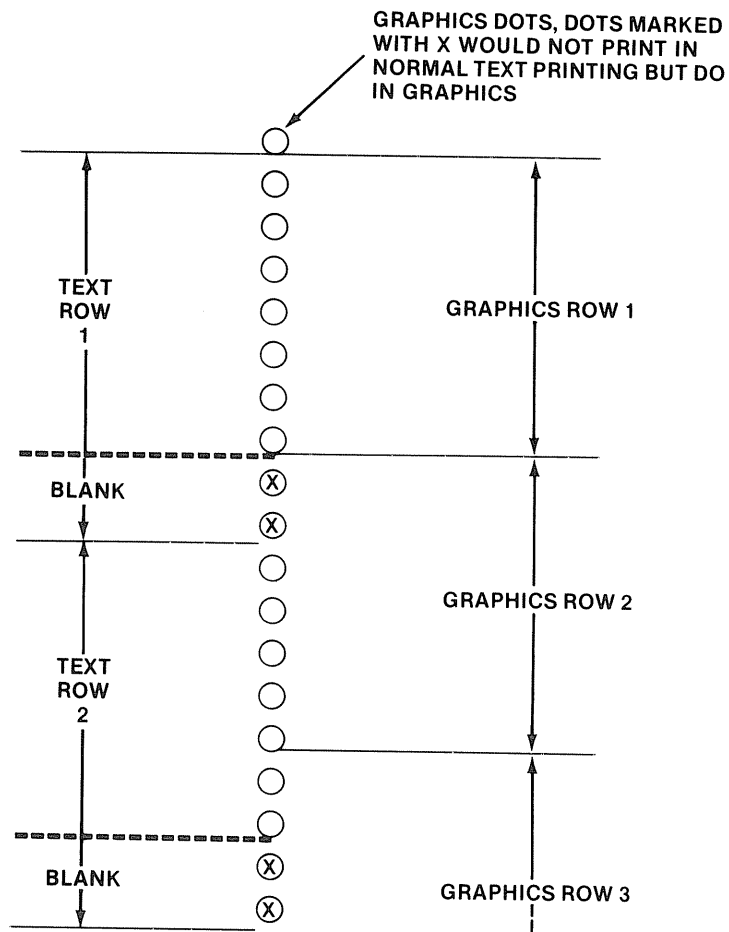 GRAPHICS DOTS, DOTS MARKED
WITH X WOULD NOT PRINT IN
NORMAL TEXT PRINTING BUT DO
IN GRAPHICS
TEXT
ROW
1
GRAPHICS ROW 1
BLANK
X
X
GRAPHICS ROW 2
TEXT
ROW
2
BLANK
X
X
GRAPHICS ROW 3